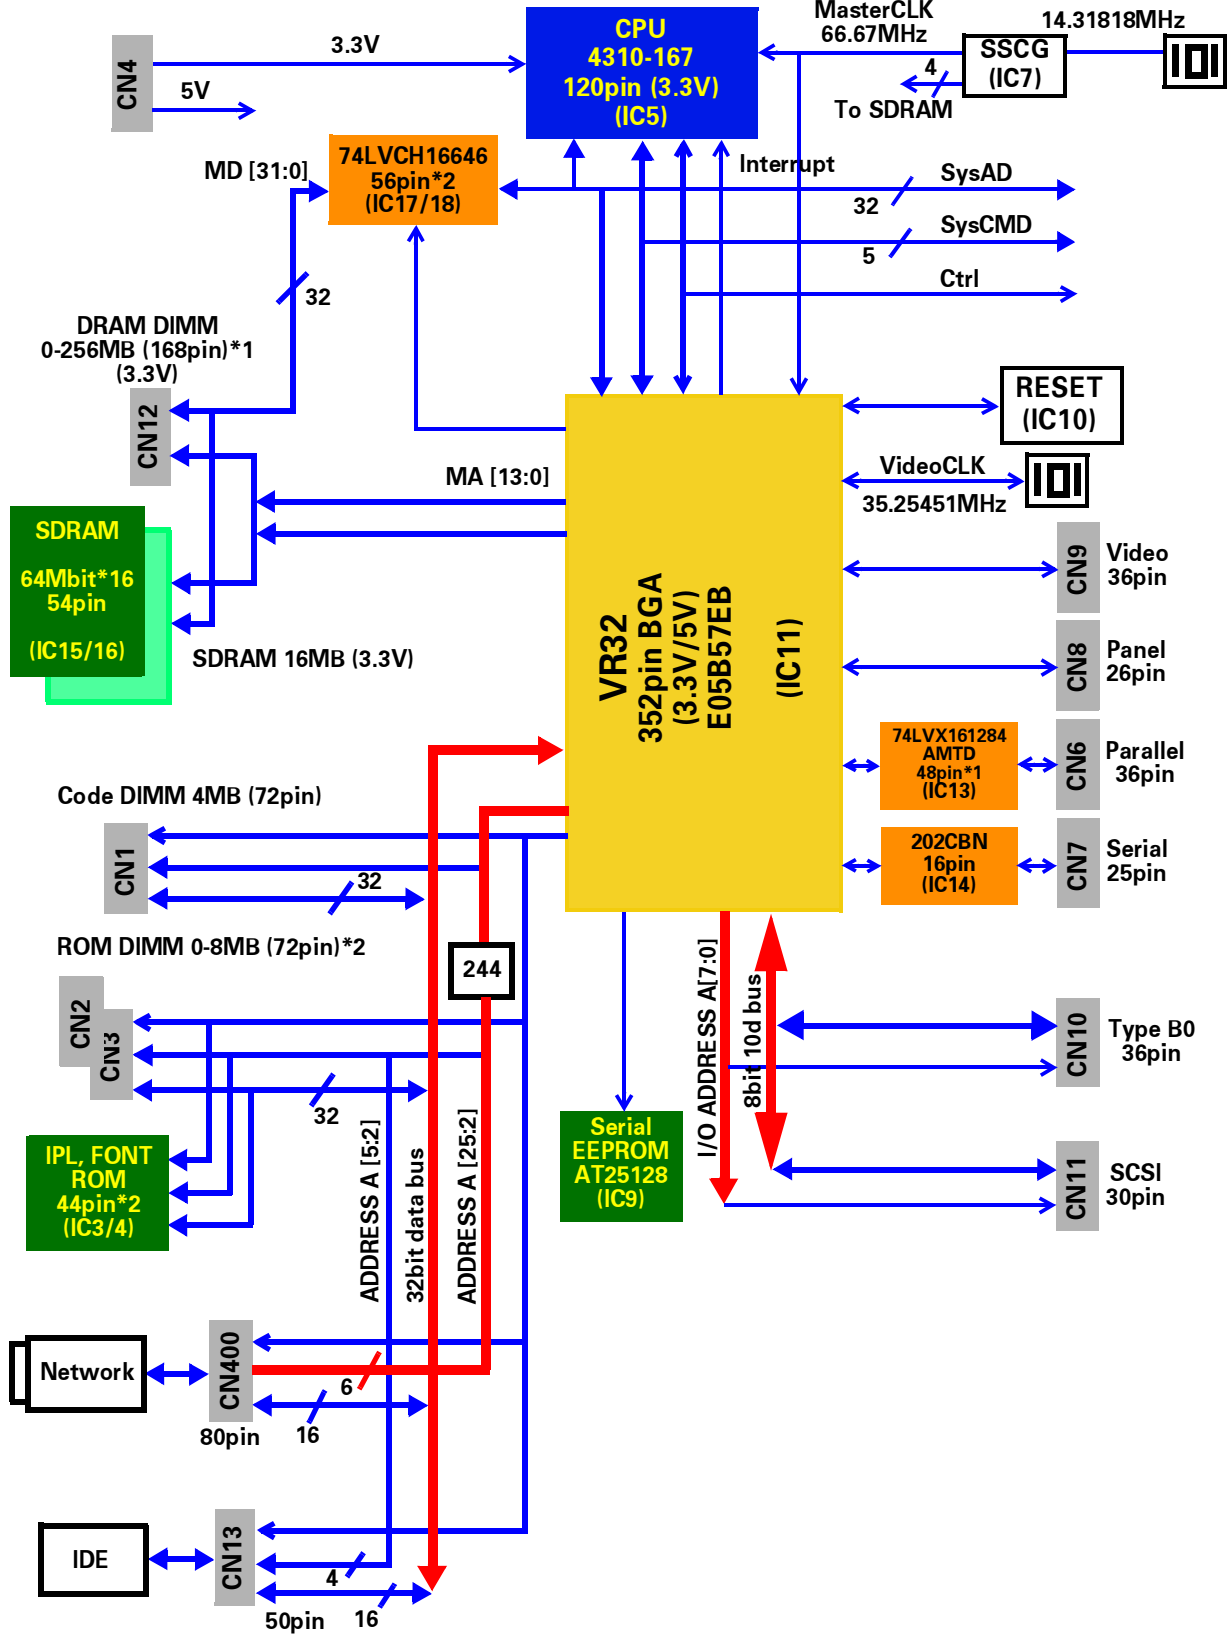 MasterCLK
66.67MHz
14.31818MHz
CPU
4310-167
120pin (3.3V)
(IC5)
SSCG
(IC7)
4
To SDRAM
CN4
3.3V
5V
74LVCH16646
56pin*2
(IC17/18)
MD [31:0]
Interrupt
SysAD
32
SysCMD
5
Ctrl
32
DRAM DIMM
0-256MB (168pin)*1
(3.3V)
CN12
RESET
(IC10)
MA [13:0]
VideoCLK
35.25451MHz
SDRAM
64Mbit*16
54pin
(IC15/16)
SDRAM 16MB (3.3V)
VR32
352pin BGA
(3.3V/5V)
E05B57EB
(IC11)
CN9
Video
36pin
CN8
Panel
26pin
74LVX161284
AMTD
48pin*1
(IC13)
CN6
Parallel
36pin
202CBN
16pin
(IC14)
CN7
Serial
25pin
Code DIMM 4MB (72pin)
CN1
32
ROM DIMM 0-8MB (72pin)*2
CN2
CN3
32
244
IPL, FONT
ROM
44pin*2
(IC3/4)
ADDRESS A [5:2]
32bit data bus
ADDRESS A [25:2]
Serial
EEPROM
AT25128
(IC9)
I/O ADDRESS A[7:0]
8bit 10d bus
CN10
Type B0
36pin
CN11
SCSI
30pin
Network
CN400
80pin
6
16
IDE
CN13
50pin
4
16